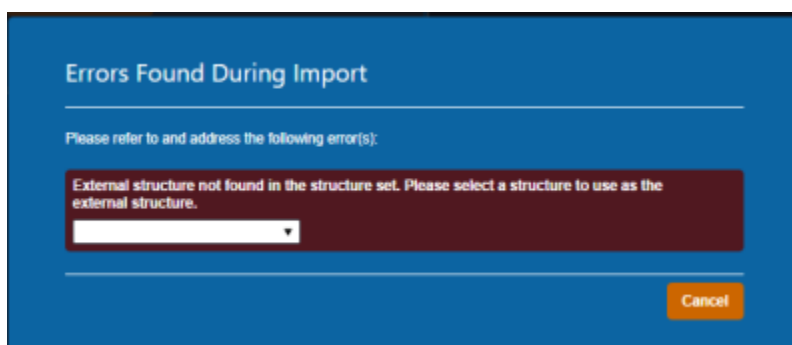 Errors Found During Import
Please refer to and address the following error(s):
External structure not found in the structure set. Please select a structure to use as the
external structure.
Cancel